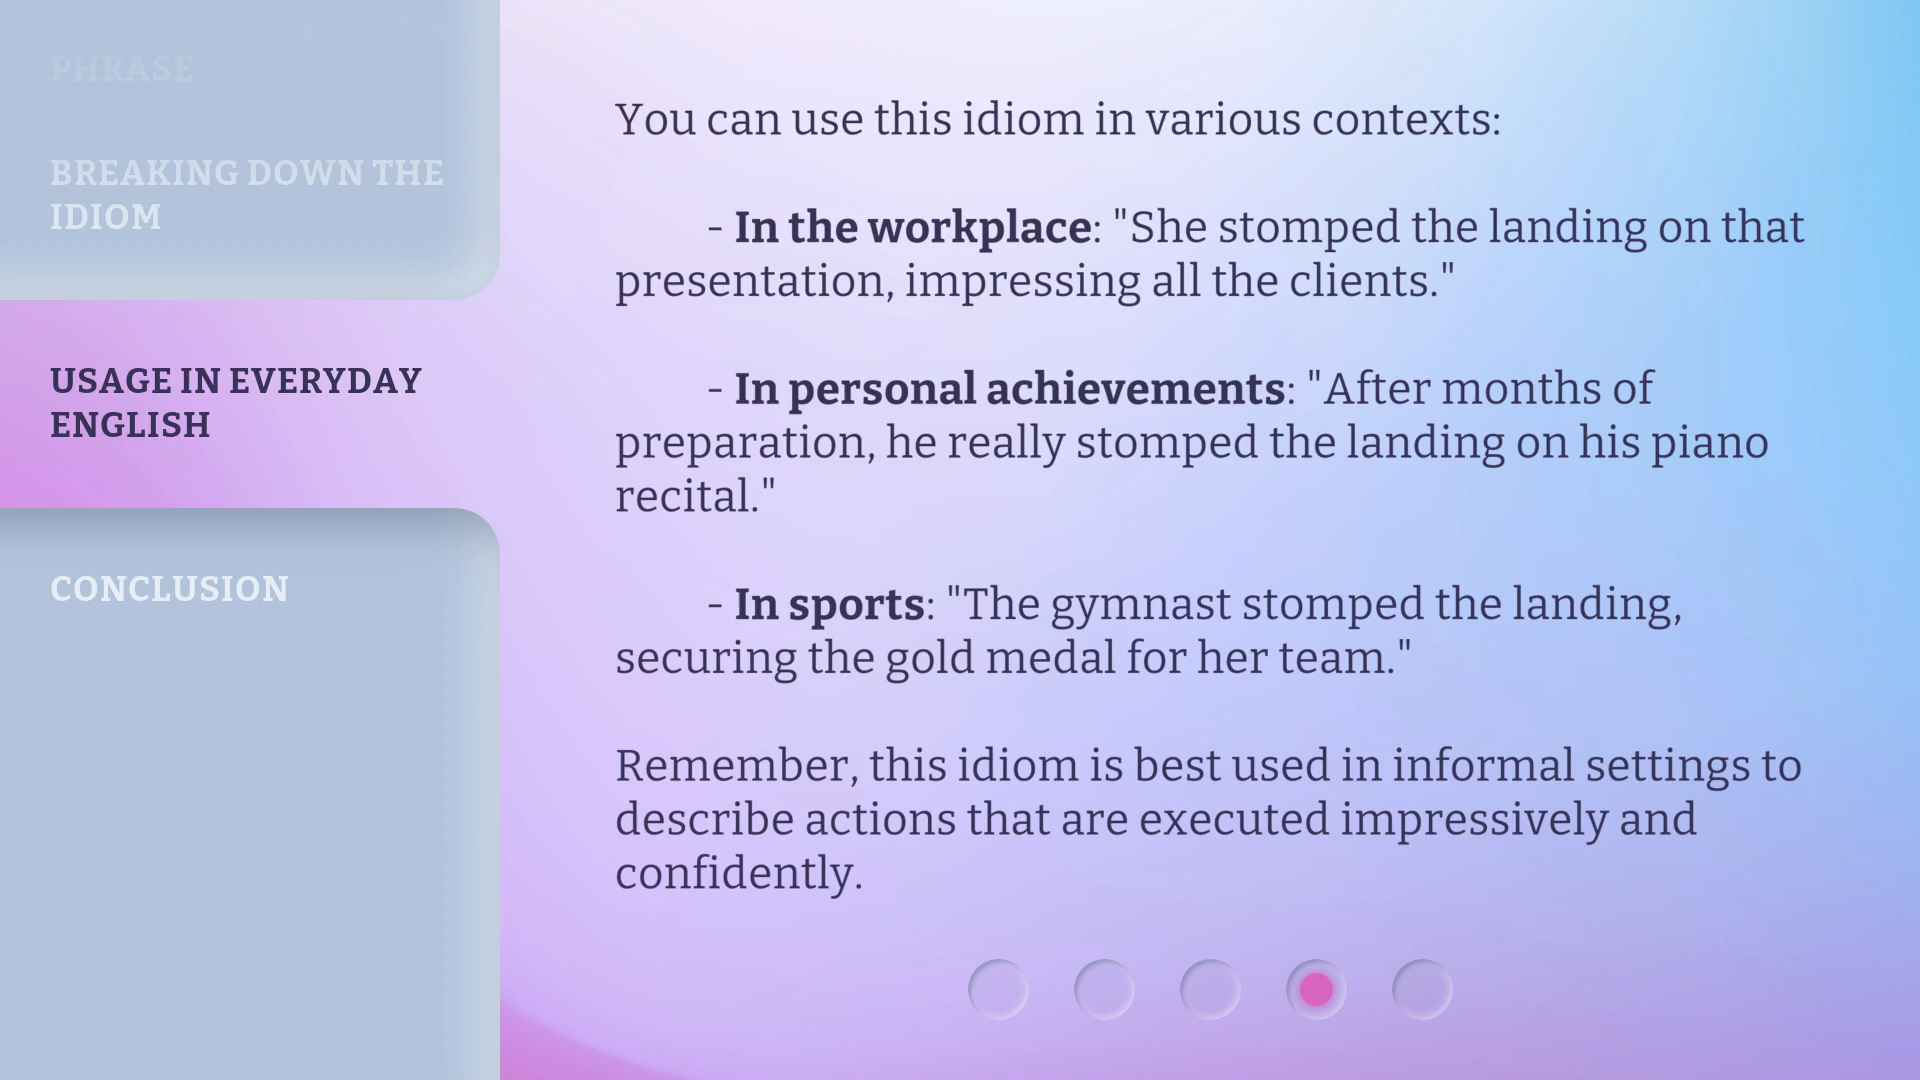 UNDERSTANDING THE
PHRASE
BREAKING DOWN THE
IDIOM
USAGE IN EVERYDAY
ENGLISH
CONCLUSION
You can use this idiom in various contexts:
- In the workplace: "She stomped the landing on that
presentation, impressing all the clients."
- In personal achievements: "After months of
preparation, he really stomped the landing on his piano
recital."
- In sports: "The gymnast stomped the landing,
securing the gold medal for her team."
Remember, this idiom is best used in informal settings to
describe actions that are executed impressively and
confidently.